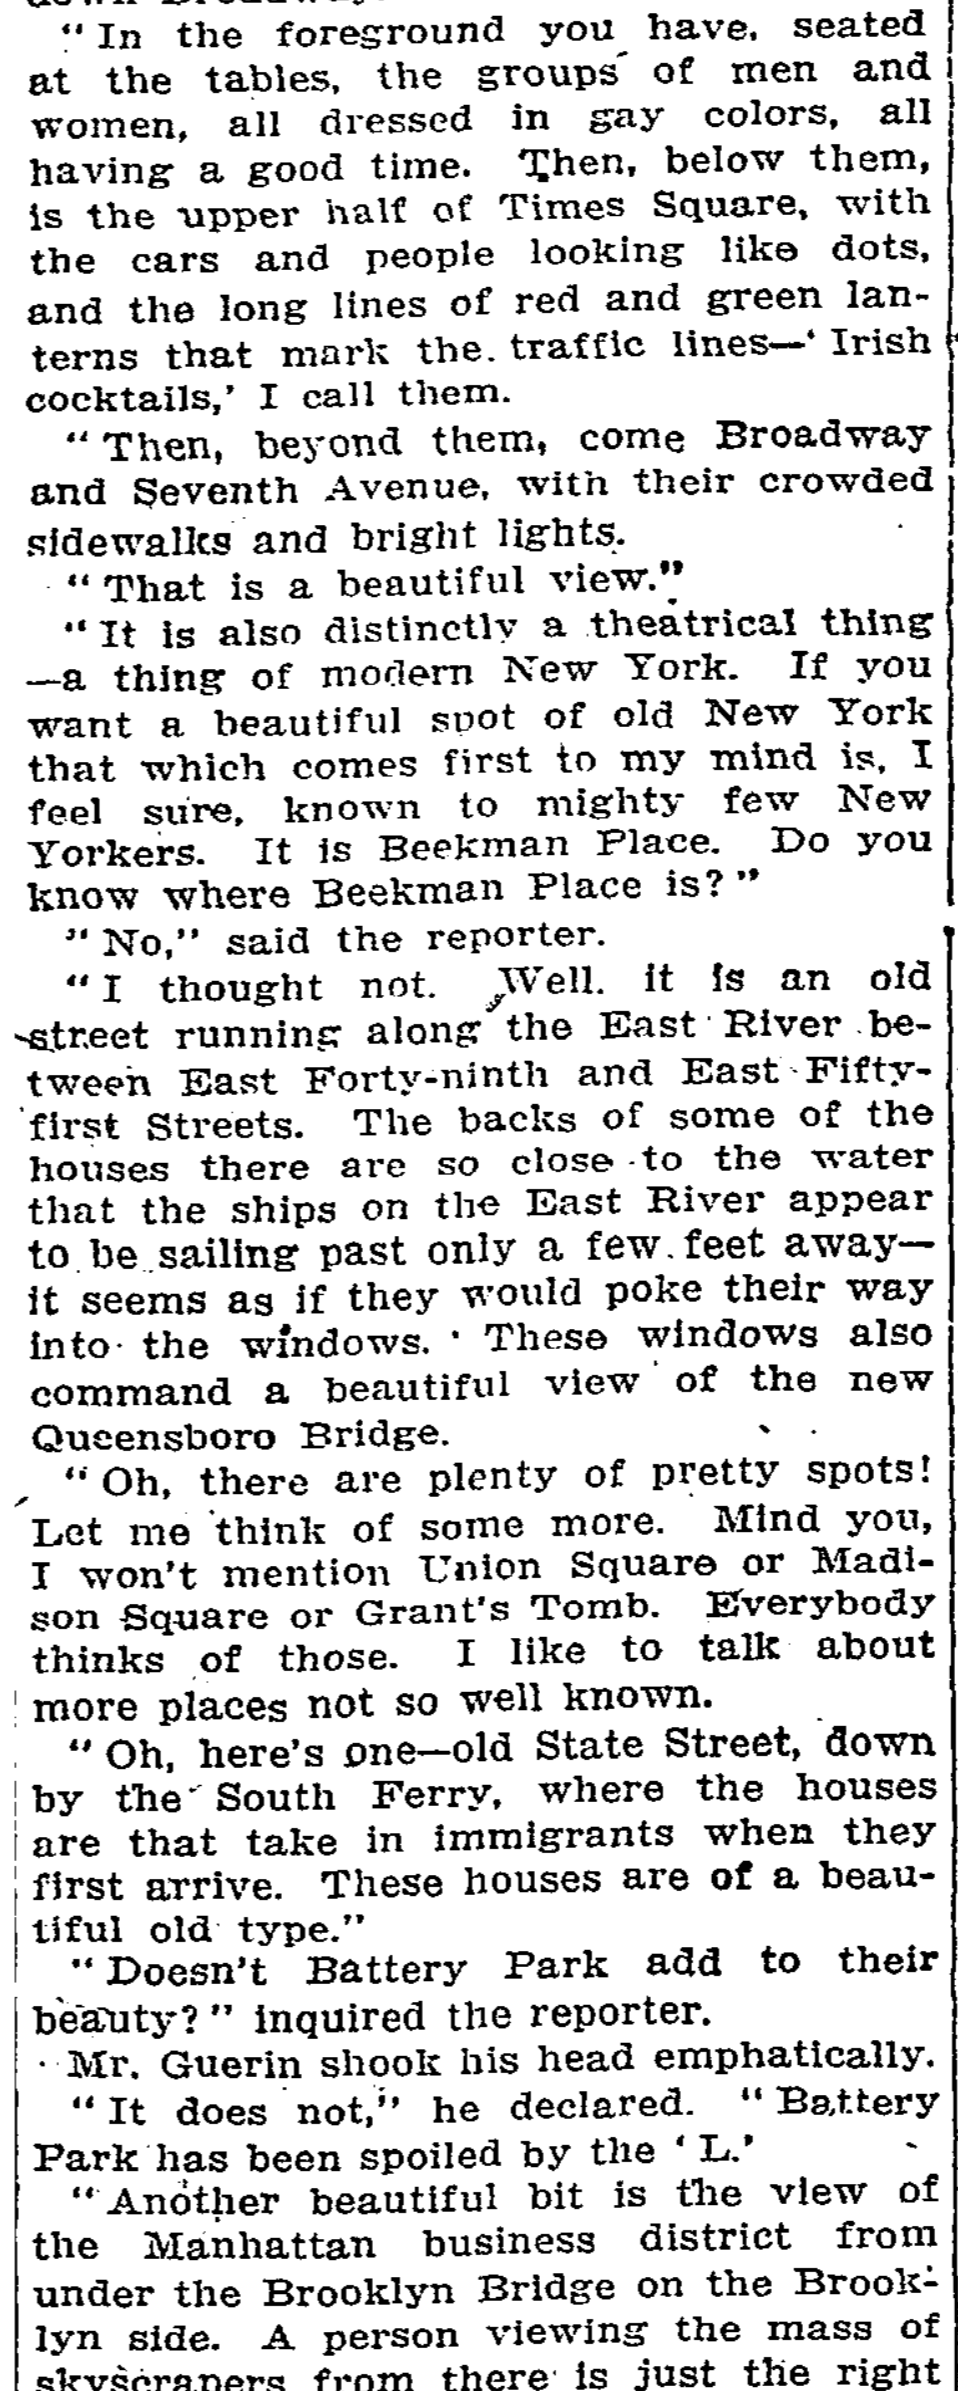 down Broadway.
" In the foreground you have, seated
at the tables, the groups of men and
women, all dressed in gay colors, all
having a good time. Then, below them,
is the upper half of Times Square, with
the cars and people looking like dots,
and the long lines of red and green lan-
terns that mark the traffic lines—' Irish
cocktails,' I call them.
" Then, beyond them, come Broadway
and Seventh Avenue, with their crowded
sidewalks and bright lights.
" That is a beautiful view."
" It is also distinctly a theatrical thing
—a thing of modern New York. If you
want a beautiful spot of old New York
that which comes first to my mind is, I
feel sure, known to mighty few New
Yorkers. It is Beekman Place. Do you
know where Beekman Place is? "
" No," said the reporter.
" I thought not. Well, it is an old
street running along the East River be-
tween East Forty-ninth and East Fifty-
first Streets. The backs of some of the
houses there are so close to the water
that the ships on the East River appear
to be sailing past only a few feet away—
it seems as if they would poke their way
into the windows. These windows also
command a beautiful view of the new
Queensboro Bridge.
" Oh, there are plenty of pretty spots!
Let me think of some more. Mind you,
I won't mention Union Square or Madi-
son Square or Grant's Tomb. Everybody
thinks of those. I like to talk about
more places not so well known.
" Oh, here's one—old State Street, down
by the South Ferry, where the houses
are that take in immigrants when they
first arrive. These houses are of a beau-
tiful old type."
" Doesn't Battery Park add to their
beauty? " inquired the reporter.
Mr. Guerin shook his head emphatically.
" It does not," he declared. " Battery
Park has been spoiled by the ' L.'
" Another beautiful bit is the view of
the Manhattan business district from
under the Brooklyn Bridge on the Brook-
lyn side. A person viewing the mass of
skyscrapers from there is just the right